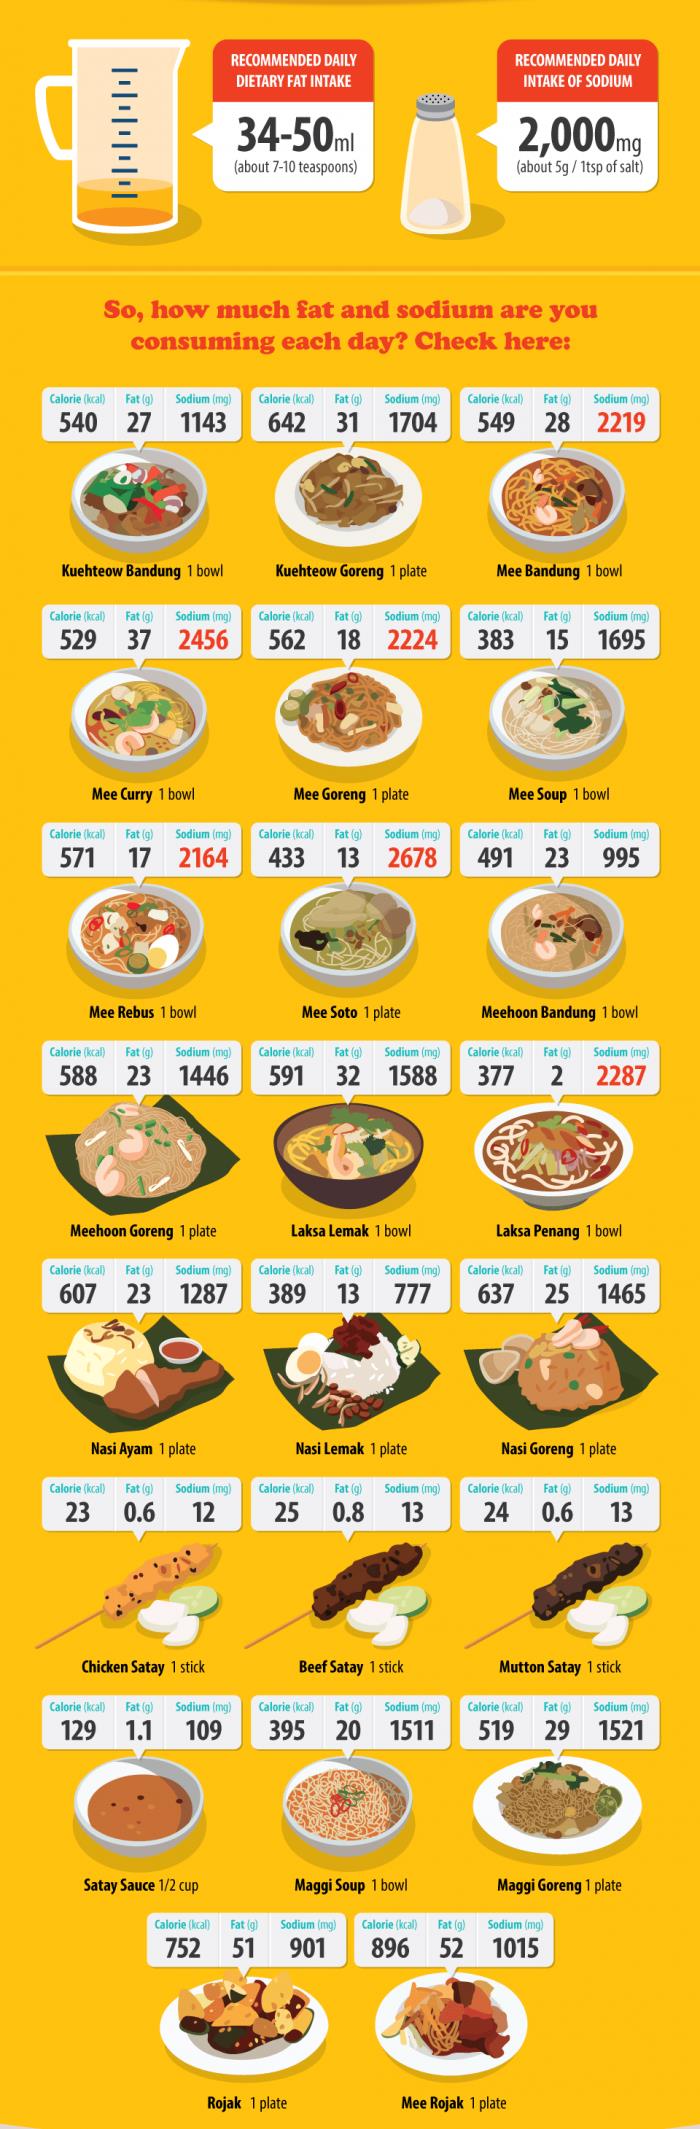 RECOMMENDED DAILY
DIETARY FAT INTAKE
34-50ml
(about 7-10 teaspoons)
RECOMMENDED DAILY
INTAKE OF SODIUM
2,000mg
(about 5g / 1tsp of salt)
So, how much fat and sodium are you
consuming each day? Check here:
Calorie (kcal) Fat (g) Sodium (mg)
540 27 1143
Kuehteow Bandung 1 bowl
Calorie (kcal) Fat (g) Sodium (mg)
642 31 1704
Kuehteow Goreng 1 plate
Calorie (kcal) Fat (g) Sodium (mg)
549 28 2219
Mee Bandung 1 bowl
Calorie (kcal) Fat (g) Sodium (mg)
529 37 2456
Mee Curry 1 bowl
Calorie (kcal) Fat (g) Sodium (mg)
562 18 2224
Mee Goreng 1 plate
Calorie (kcal) Fat (g) Sodium (mg)
383 15 1695
Mee Soup 1 bowl
Calorie (kcal) Fat (g) Sodium (mg)
571 17 2164
Mee Rebus 1 bowl
Calorie (kcal) Fat (g) Sodium (mg)
433 13 2678
Mee Soto 1 plate
Calorie (kcal) Fat (g) Sodium (mg)
491 23 995
Meehoon Bandung 1 bowl
Calorie (kcal) Fat (g) Sodium (mg)
588 23 1446
Meehoon Goreng 1 plate
Calorie (kcal) Fat (g) Sodium (mg)
591 32 1588
Laksa Lemak 1 bowl
Calorie (kcal) Fat (g) Sodium (mg)
377 2 2287
Laksa Penang 1 bowl
Calorie (kcal) Fat (g) Sodium (mg)
607 23 1287
Nasi Ayam 1 plate
Calorie (kcal) Fat (g) Sodium (mg)
389 13 777
Nasi Lemak 1 plate
Calorie (kcal) Fat (g) Sodium (mg)
637 25 1465
Nasi Goreng 1 plate
Calorie (kcal) Fat (g) Sodium (mg)
23 0.6 12
Chicken Satay 1 stick
Calorie (kcal) Fat (g) Sodium (mg)
25 0.8 13
Beef Satay 1 stick
Calorie (kcal) Fat (g) Sodium (mg)
24 0.6 13
Mutton Satay 1 stick
Calorie (kcal) Fat (g) Sodium (mg)
129 1.1 109
Satay Sauce 1/2 cup
Calorie (kcal) Fat (g) Sodium (mg)
395 20 1511
Maggi Soup 1 bowl
Calorie (kcal) Fat (g) Sodium (mg)
519 29 1521
Maggi Goreng 1 plate
Calorie (kcal) Fat (g) Sodium (mg)
752 51 901
Rojak 1 plate
Calorie (kcal) Fat (g) Sodium (mg)
896 52 1015
Mee Rojak 1 plate